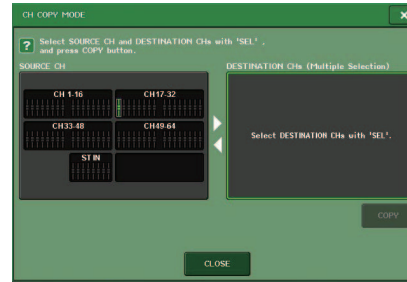 CH COPY MODE
Select SOURCE CH and DESTINATION CHs with 'SEL' ,
and press COPY button.
SOURCE CH
DESTINATION CHs (Multiple Selection)
CH 1-16
CH17-32
CH33-48
CH49-64
ST IN
Select DESTINATION CHs with 'SEL'.
COPY
CLOSE